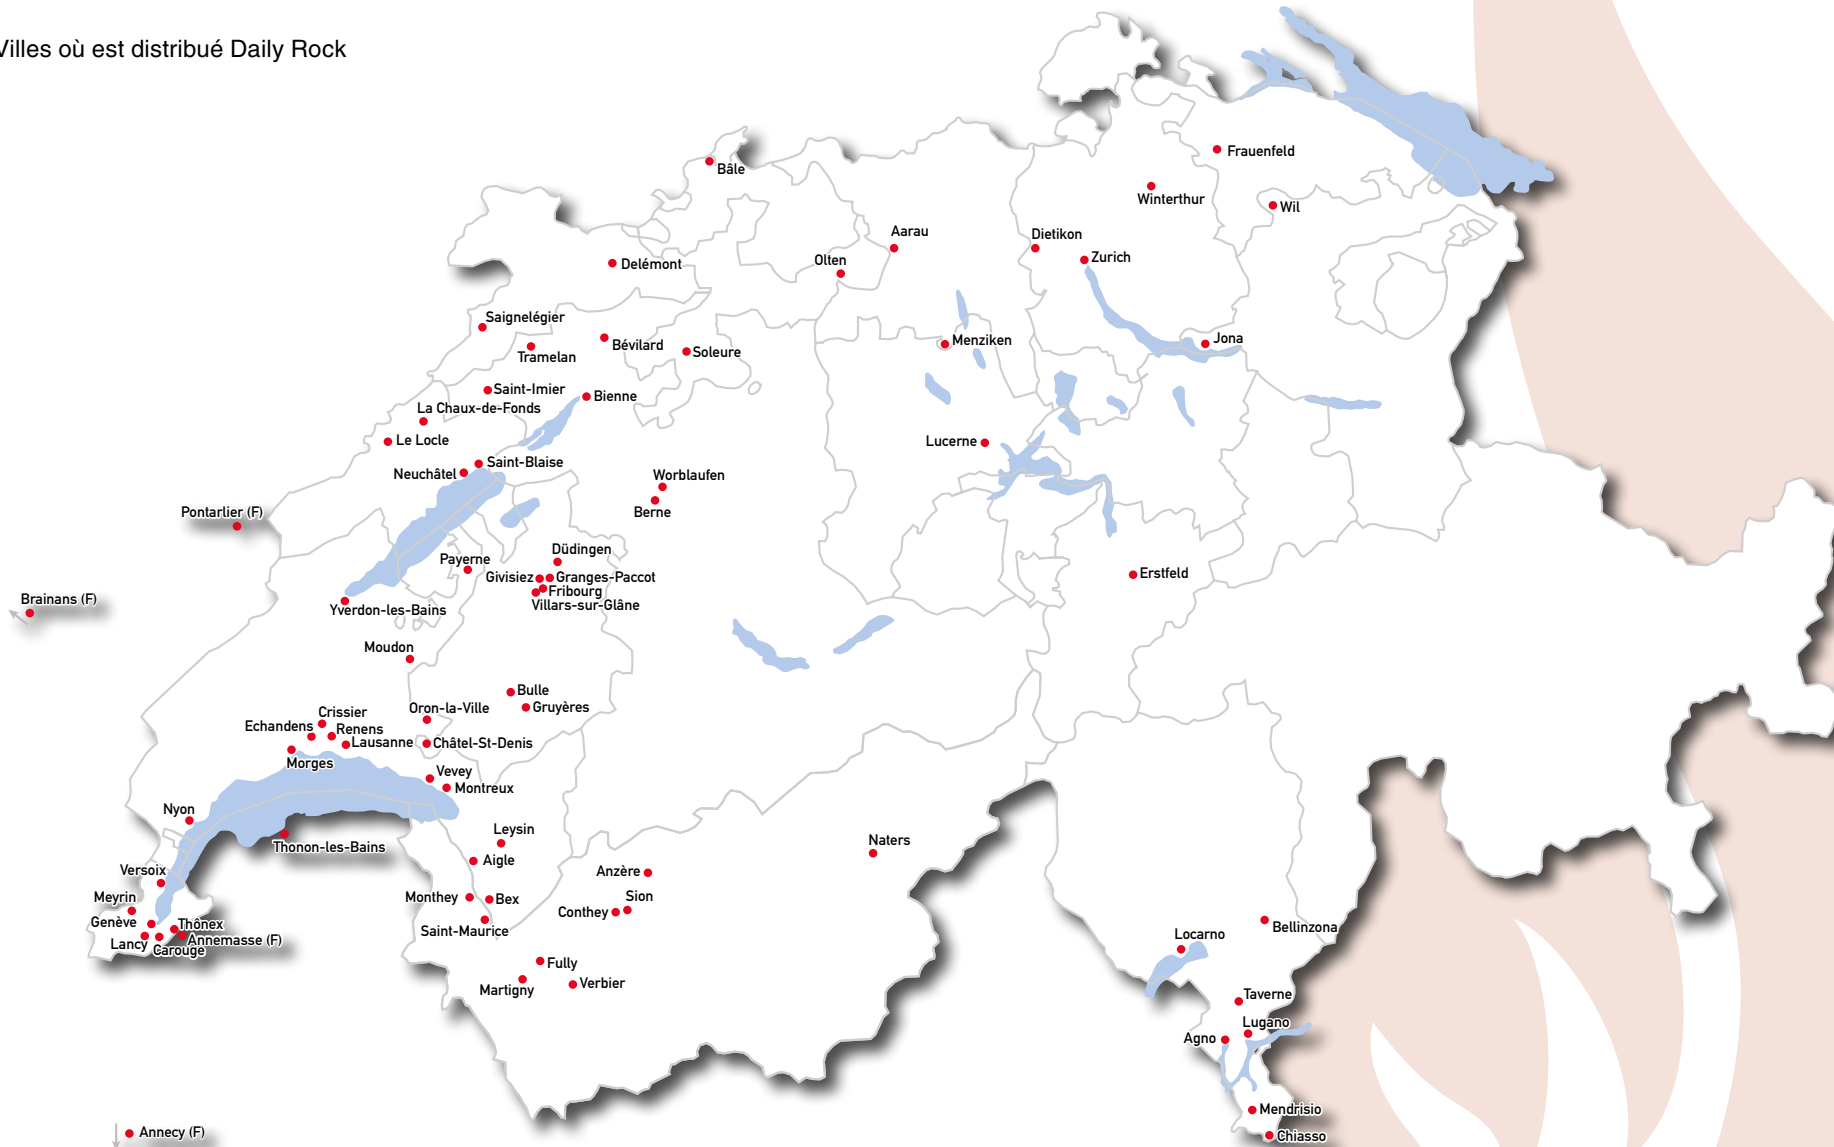 Villes où est distribué Daily Rock
Bâle
Frauenfeld
Winterthur
Wil
Aarau
Dietikon
Olten
Zurich
Delémont
Saignelégier
Tramelan
Bévilard
Soleure
Menziken
Jona
Saint-Imier
Bienne
La Chaux-de-Fonds
Le Locle
Lucerne
Saint-Blaise
Neuchâtel
Worblaufen
Berne
Pontarlier (F)
Düdingen
Payerne
Givisiez
Granges-Paccot
Fribourg
Villars-sur-Glâne
Erstfeld
Brainans (F)
Yverdon-les-Bains
Moudon
Bulle
Gruyères
Oron-la-Ville
Crissier
Echandens
Renens
Lausanne
Châtel-St-Denis
Morges
Vevey
Montreux
Nyon
Thonon-les-Bains
Leysin
Aigle
Naters
Versoix
Anzère
Meyrin
Monthey
Bex
Sion
Conthey
Genève
Thônex
Saint-Maurice
Lancy
Annemasse (F)
Carouge
Bellinzona
Locarno
Fully
Martigny
Verbier
Taverne
Lugano
Agno
Mendrisio
Annecy (F)
Chiasso